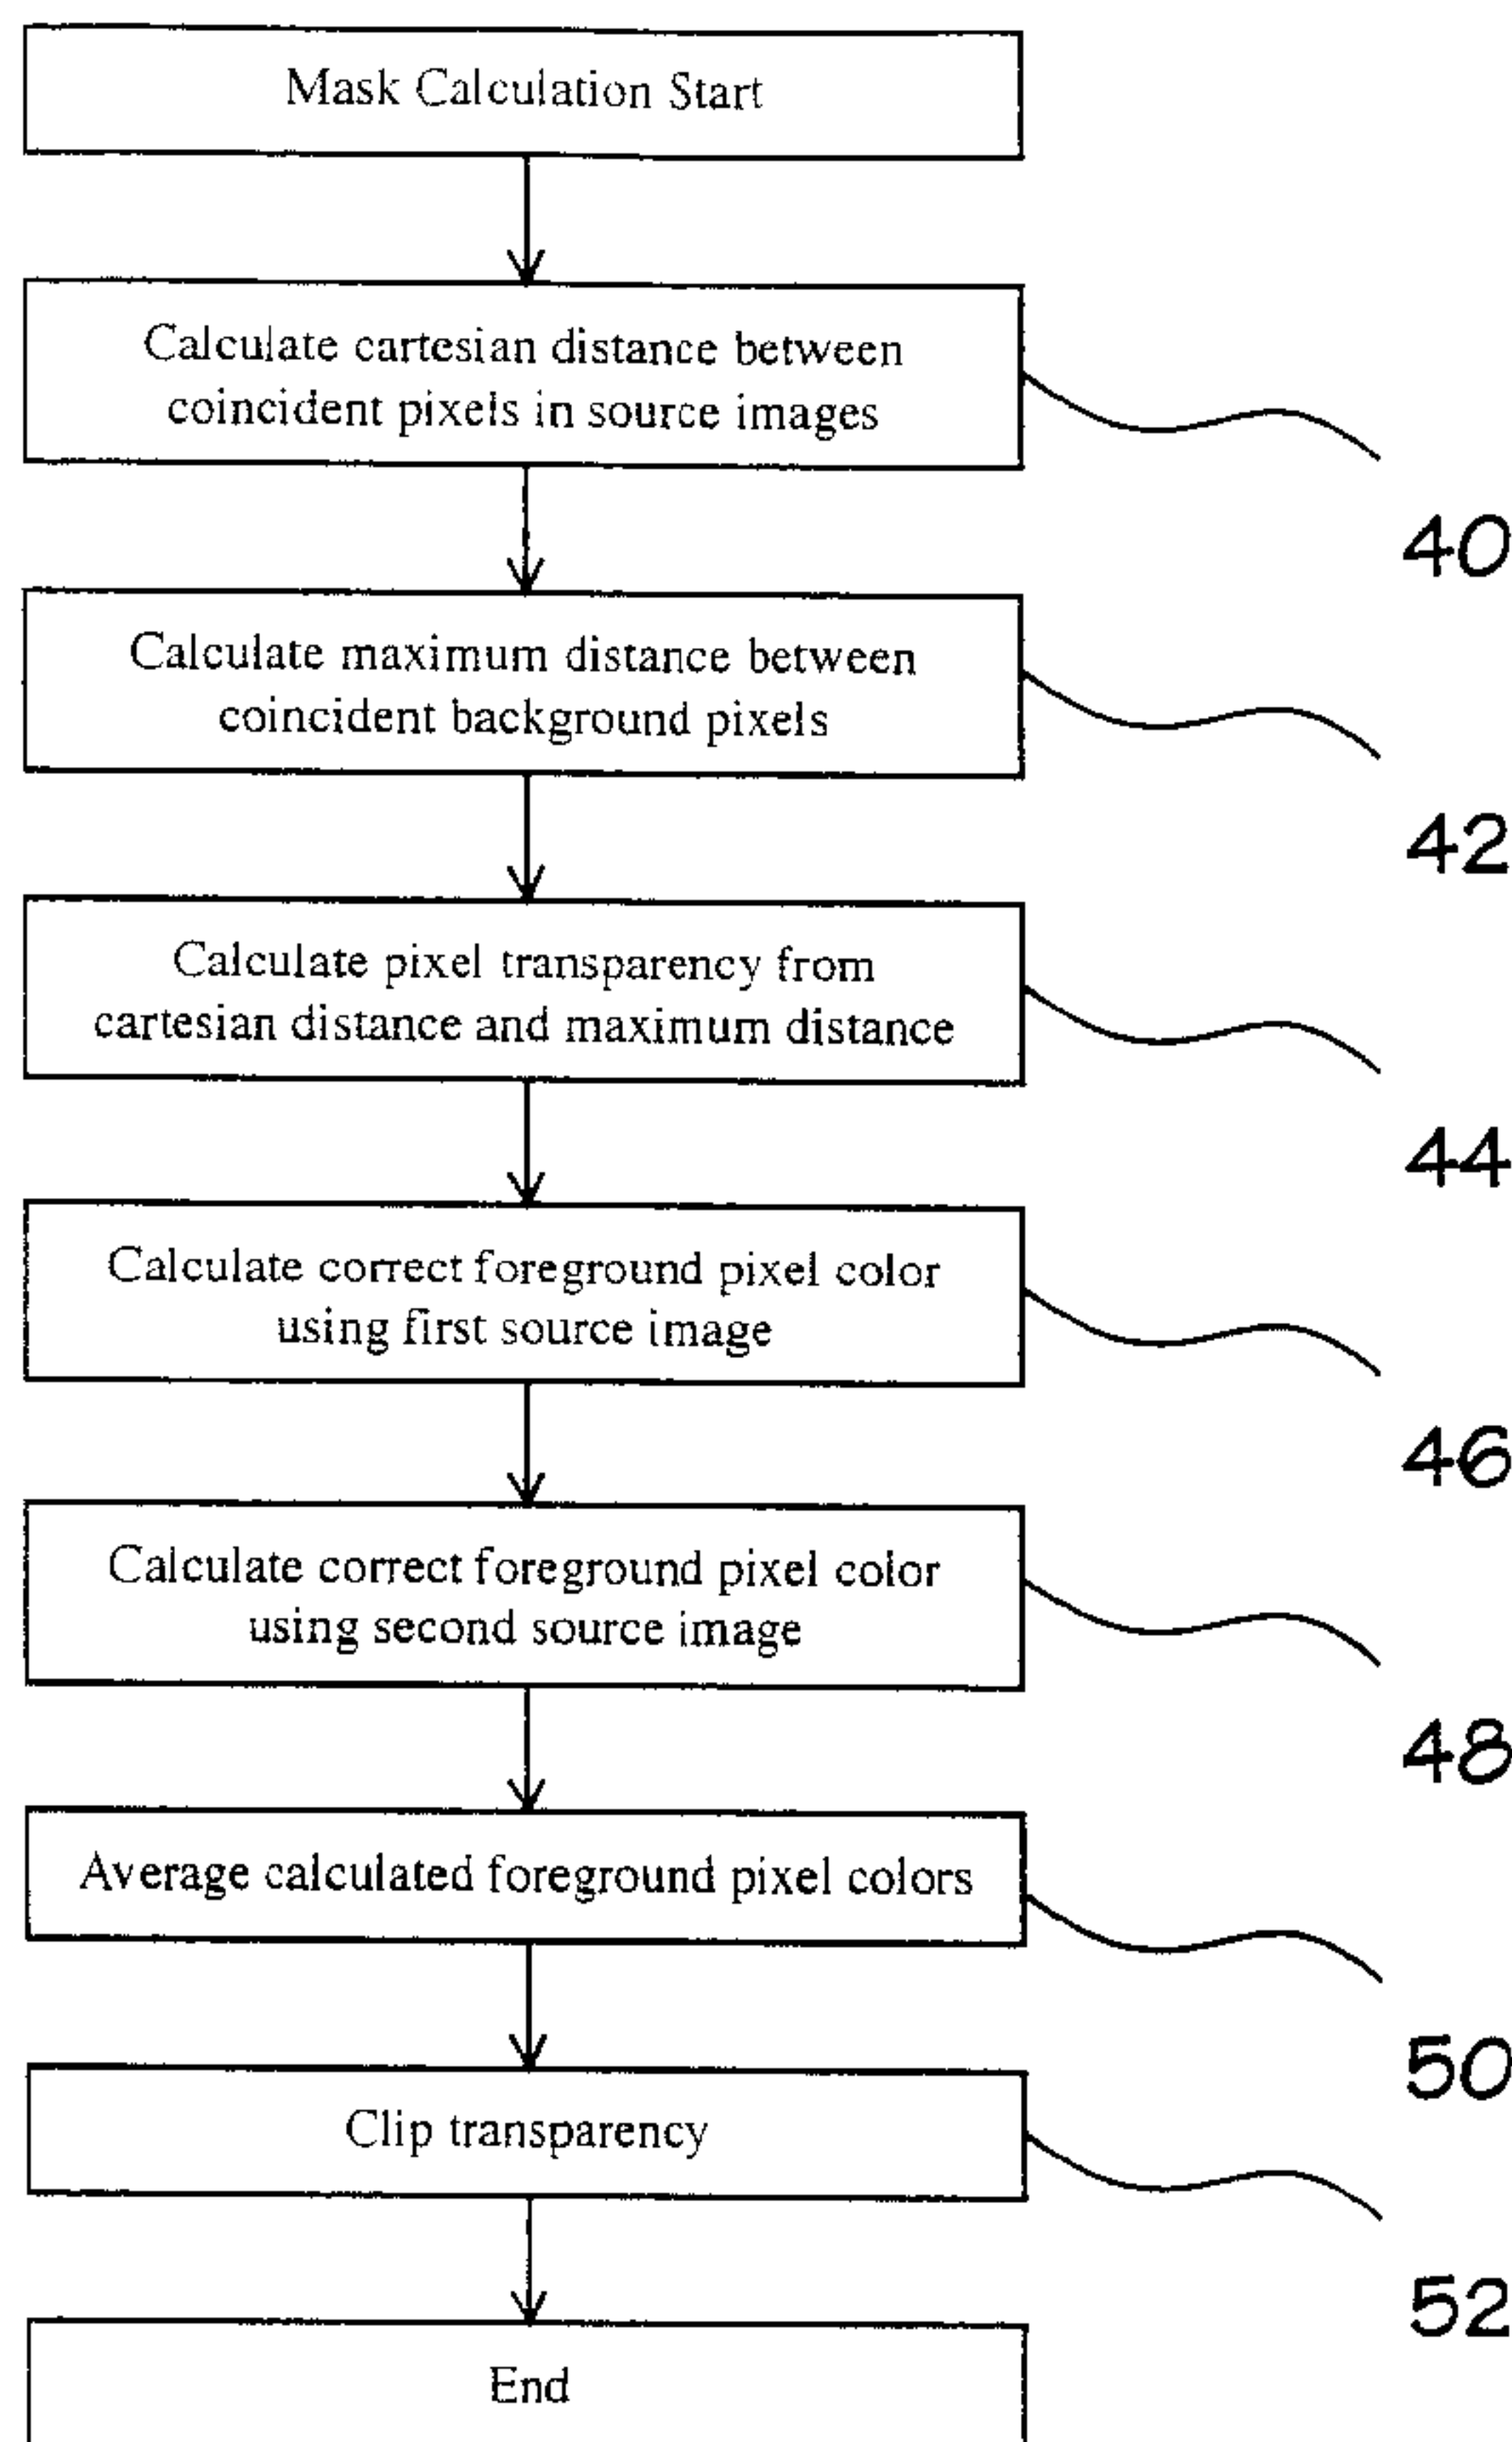 Mask Calculation Start
Calculate cartesian distance between
coincident pixels in source images
40
Calculate maximum distance between
coincident background pixels
42
Calculate pixel transparency from
cartesian distance and maximum distance
44
Calculate correct foreground pixel color
using first source image
46
Calculate correct foreground pixel color
using second source image
48
Average calculated foreground pixel colors
50
Clip transparency
52
End